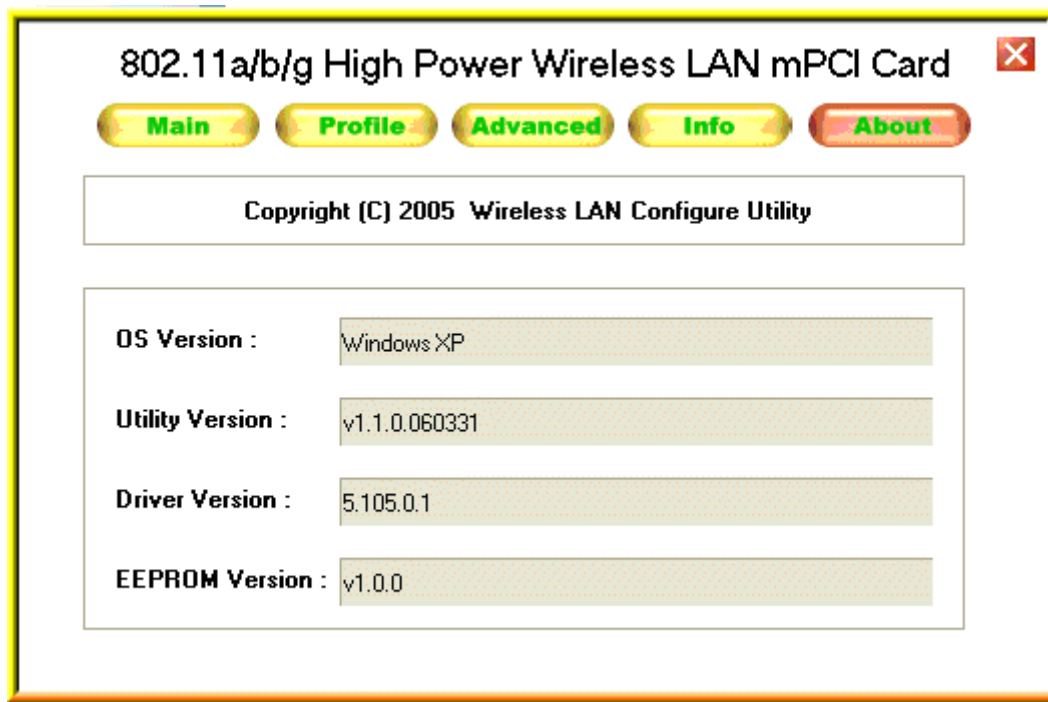 802.11a/b/g High Power Wireless LAN mPCI Card
Main Profile Advanced Info About
Copyright (C) 2005 Wireless LAN Configure Utility
OS Version : Windows XP
Utility Version : v1.1.0.060331
Driver Version : 5.105.0.1
EEPROM Version : v1.0.0